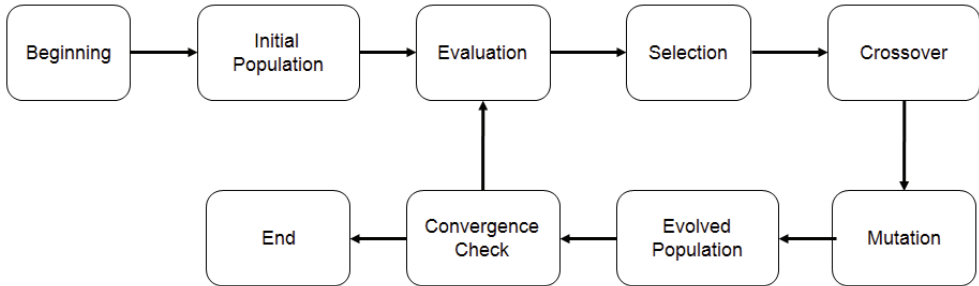 Beginning
Initial
Population
Evaluation
Selection
Crossover
End
Convergence
Check
Evolved
Population
Mutation